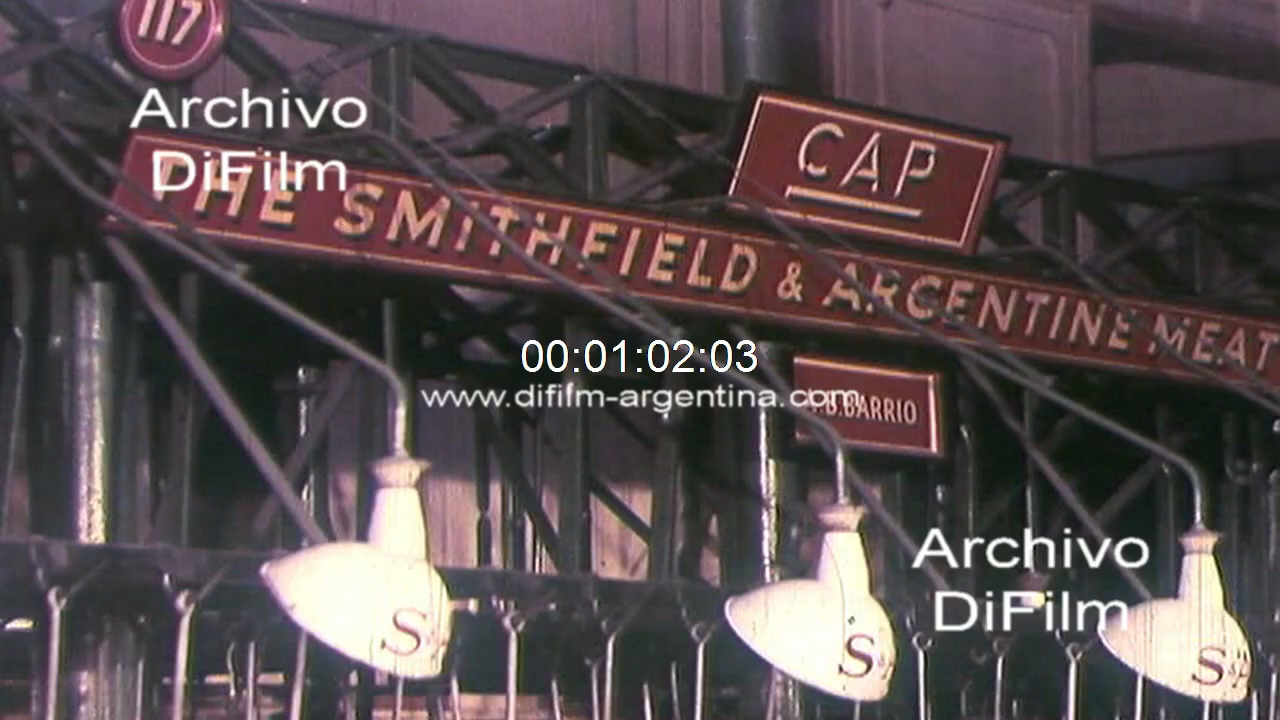 117
Archivo
DiFilm
CAP
THE SMITHFIELD & ARGENTINE MEAT
00:01:02:03
www.difilm-argentina.com
BARRIO
Archivo
DiFilm
S
S
S